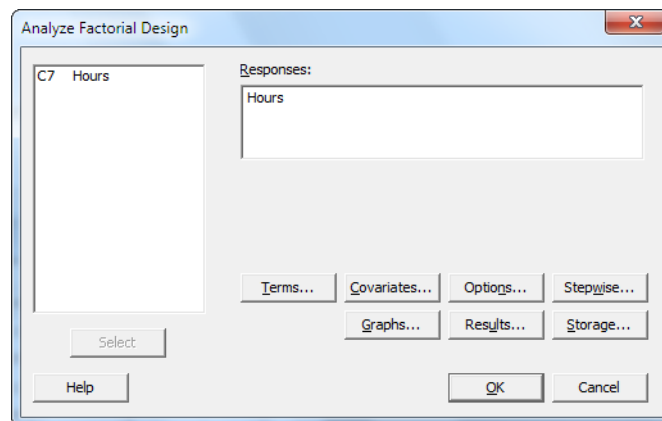 Analyze Factorial Design
C7 Hours
Responses:
Hours
Terms...
Covariates...
Options...
Stepwise...
Graphs...
Results...
Storage...
Select
Help
OK
Cancel